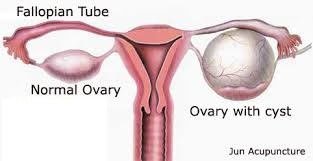 Fallopian Tube
Normal Ovary
Ovary with cyst
Jun Acupuncture